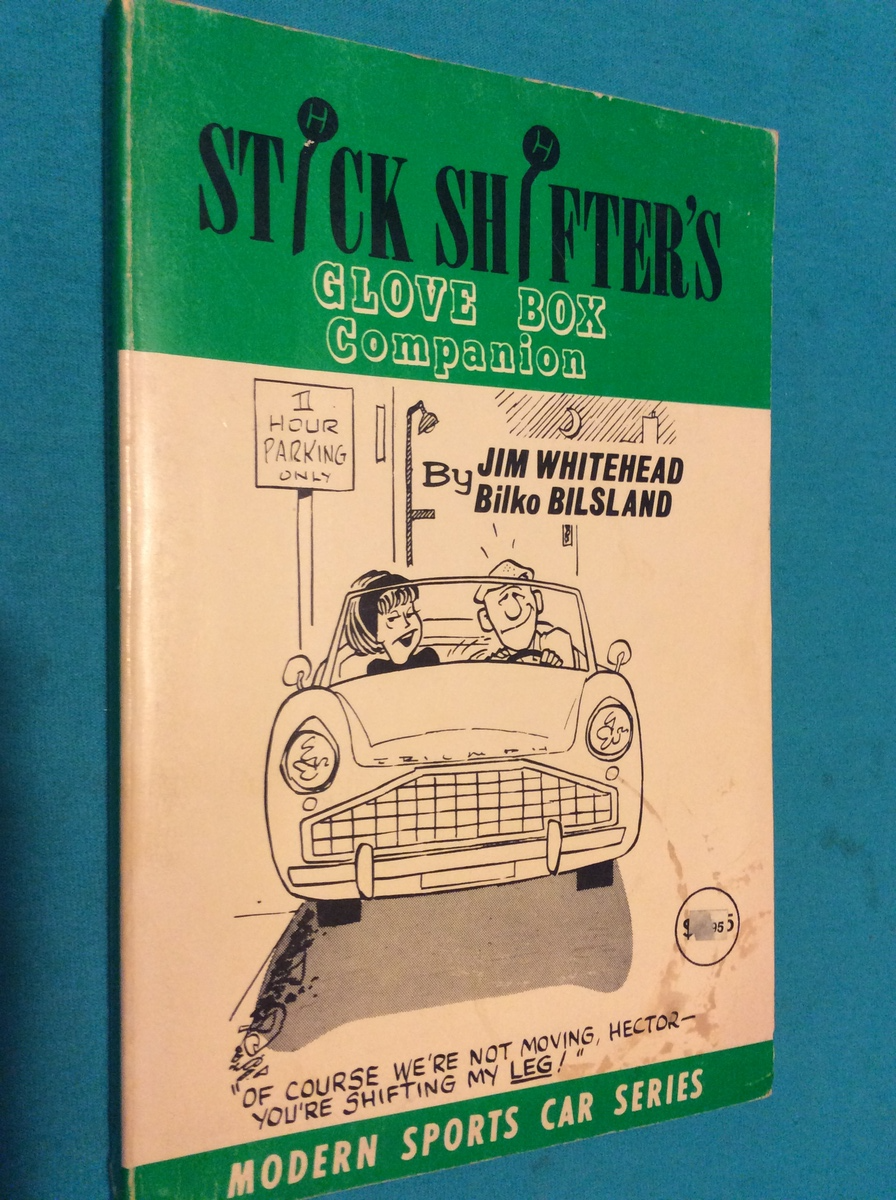 STICK SHIFTER'S
GLOVE BOX
Companion
II
HOUR
PARKING
ONLY
By JIM WHITEHEAD
Bilko BILSLAND
TRIUMPH
"OF COURSE WE'RE NOT MOVING, HECTOR—
YOU'RE SHIFTING MY LEG!"
MODERN SPORTS CAR SERIES